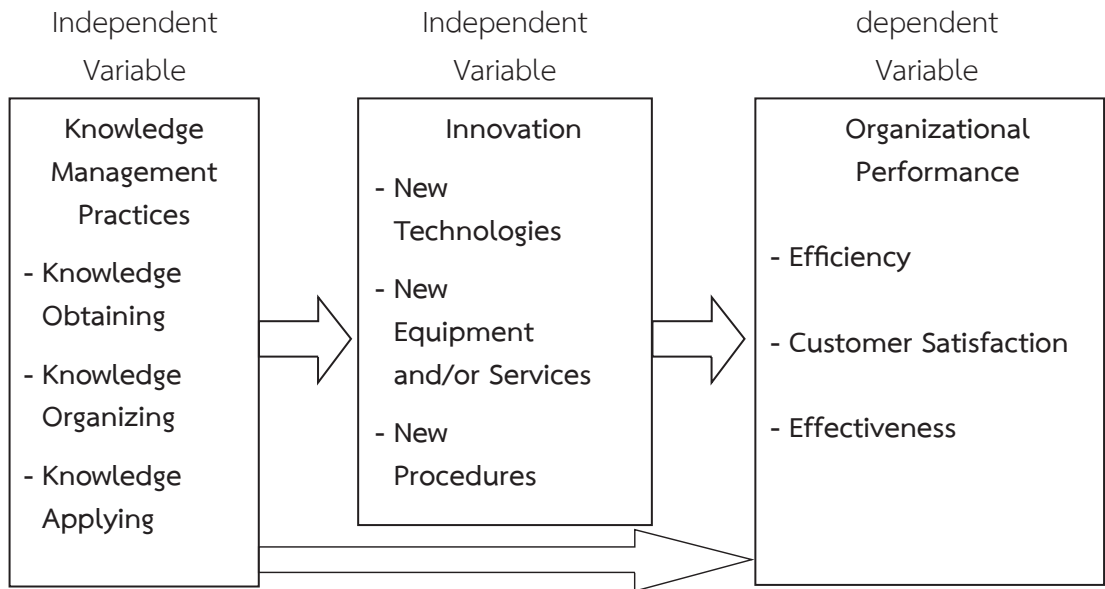 Independent
Variable
Independent
Variable
dependent
Variable
Knowledge
Management
Practices
- Knowledge
Obtaining
- Knowledge
Organizing
- Knowledge
Applying
Innovation
- New
Technologies
- New
Equipment
and/or Services
- New
Procedures
Organizational
Performance
- Efficiency
- Customer Satisfaction
- Effectiveness